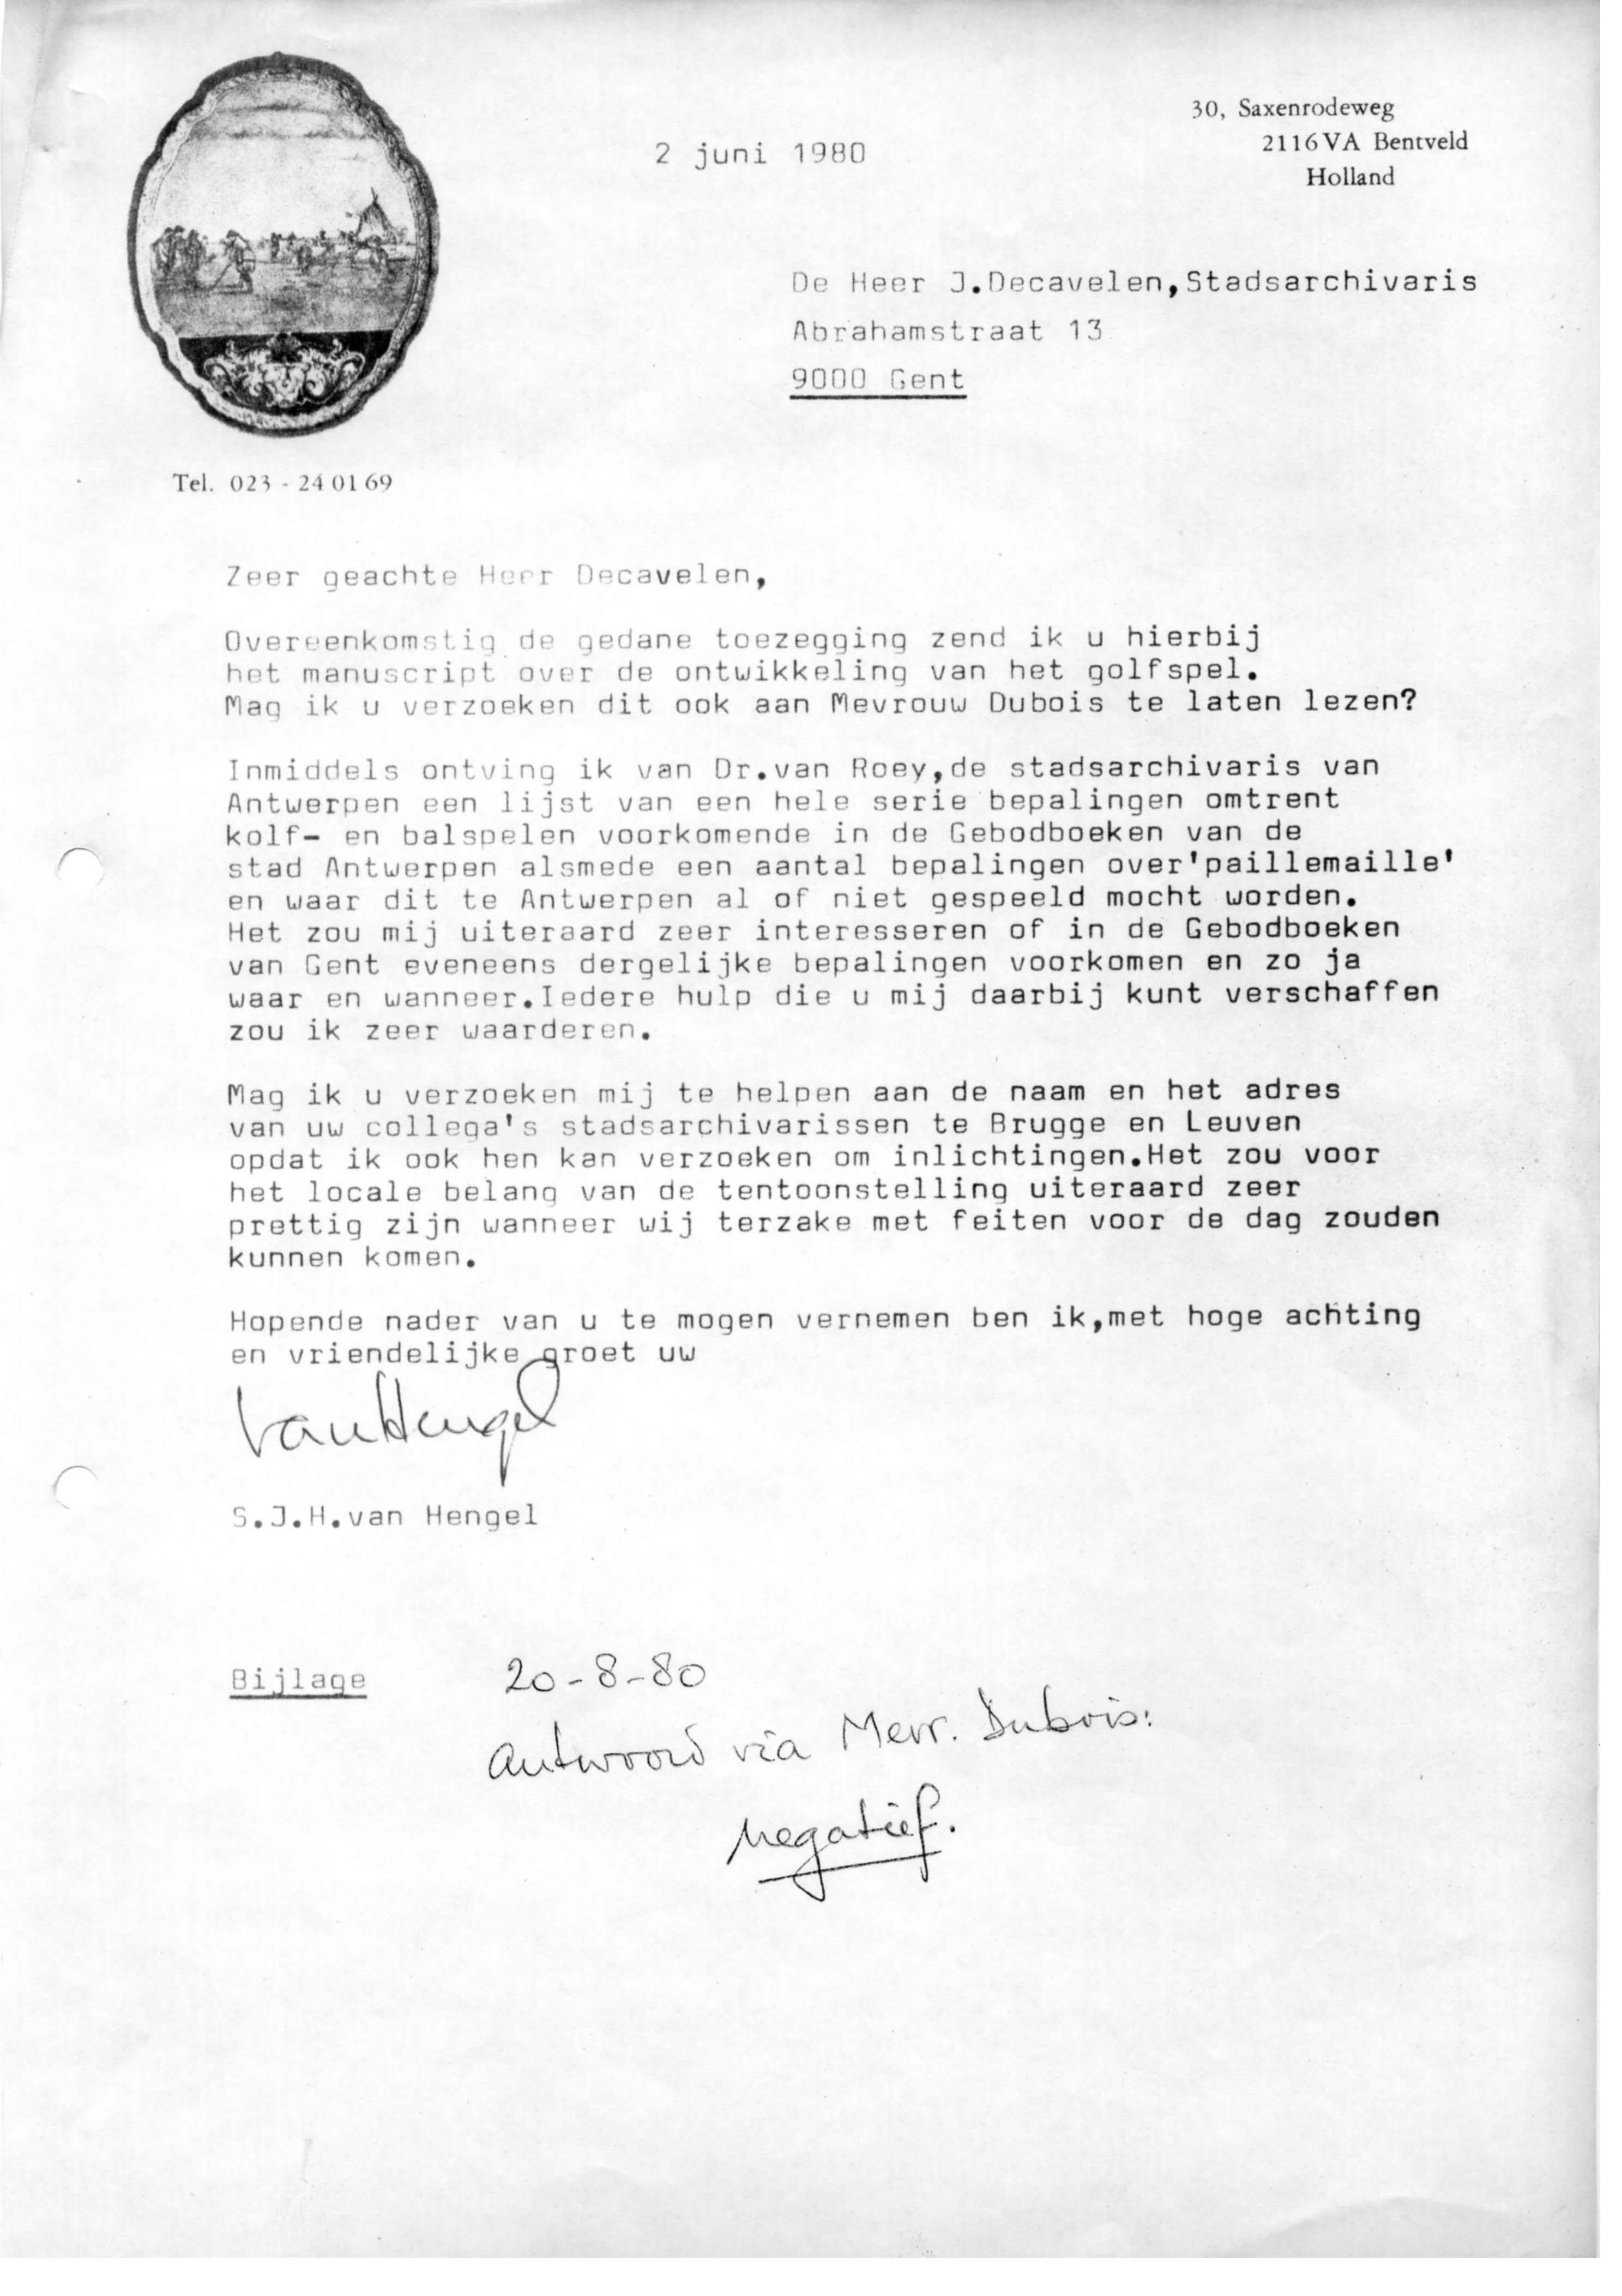 30, Saxenrodeweg
2116 VA Bentveld
Holland
2 juni 1980
De Heer J.Decavelen,Stadsarchivaris
Abrahamstraat 13
9000 Gent
Tel. 023 - 24 01 69
Zeer geachte Heer Decavelen,
Overeenkomstig de gedane toezegging zend ik u hierbij
het manuscript over de ontwikkeling van het golfspel.
Mag ik u verzoeken dit ook aan Mevrouw Dubois te laten lezen?
Inmiddels ontving ik van Dr.van Roey,de stadsarchivaris van
Antwerpen een lijst van een hele serie bepalingen omtrent
kolf- en balspelen voorkomende in de Gebodboeken van de
stad Antwerpen alsmede een aantal bepalingen over'paillemaille'
en waar dit te Antwerpen al of niet gespeeld mocht worden.
Het zou mij uiteraard zeer interesseren of in de Gebodboeken
van Gent eveneens dergelijke bepalingen voorkomen en zo ja
waar en wanneer.Iedere hulp die u mij daarbij kunt verschaffen
zou ik zeer waarderen.
Mag ik u verzoeken mij te helpen aan de naam en het adres
van uw collega's stadsarchivarissen te Brugge en Leuven
opdat ik ook hen kan verzoeken om inlichtingen.Het zou voor
het locale belang van de tentoonstelling uiteraard zeer
prettig zijn wanneer wij terzake met feiten voor de dag zouden
kunnen komen.
Hopende nader van u te mogen vernemen ben ik,met hoge achting
en vriendelijke groet uw
van Hengel
S.J.H.van Hengel
Bijlage
20-8-80
Antwoord via Mevr. Dubois:
negatief.